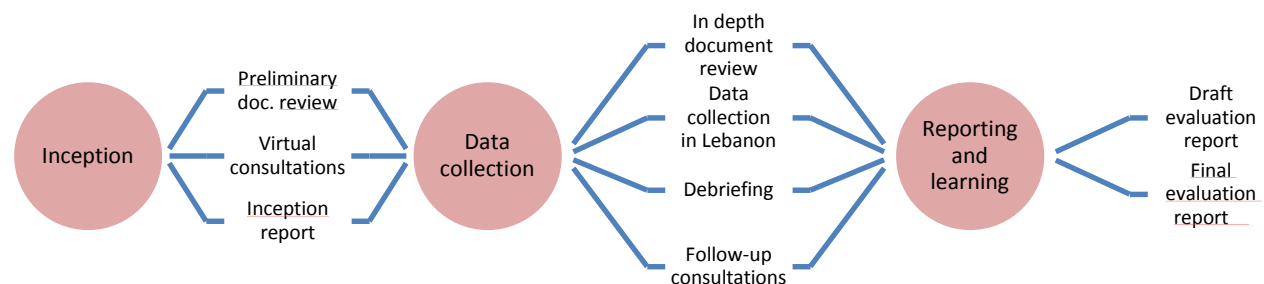 Inception
Preliminary
doc. review
Virtual
consultations
Inception
report
Data
collection
In depth
document
review
Data
collection
in Lebanon
Debriefing
Follow-up
consultations
Reporting
and
learning
Draft
evaluation
report
Final
evaluation
report